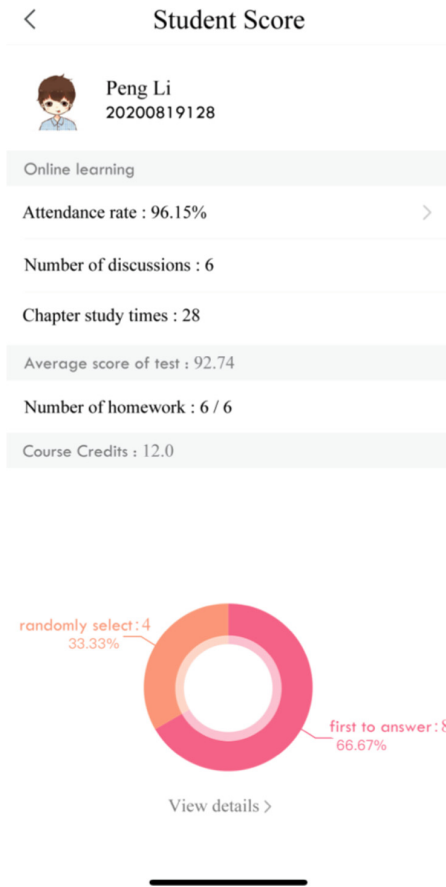 Student Score
Peng Li
20200819128
Online learning
Attendance rate : 96.15%
Number of discussions : 6
Chapter study times : 28
Average score of test : 92.74
Number of homework : 6 / 6
Course Credits : 12.0
randomly select: 4
33.33%
first to answer: 8
66.67%
View details >